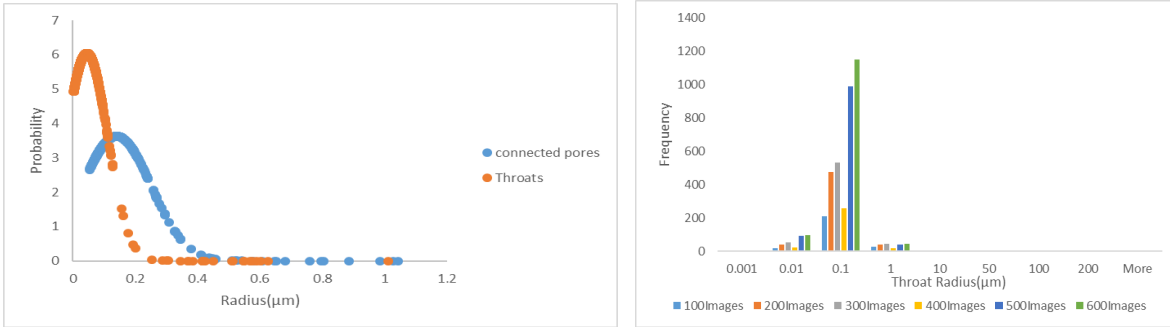 7
6
5
4
3
2
1
0
Probability
0
0.2
0.4
0.6
0.8
1
1.2
Radius(µm)
connected pores
Throats
1400
1200
1000
800
600
400
200
0
Frequency
0.001
0.01
0.1
1
10
50
100
200
More
Throat Radius(µm)
100Images
200Images
300Images
400Images
500Images
600Images